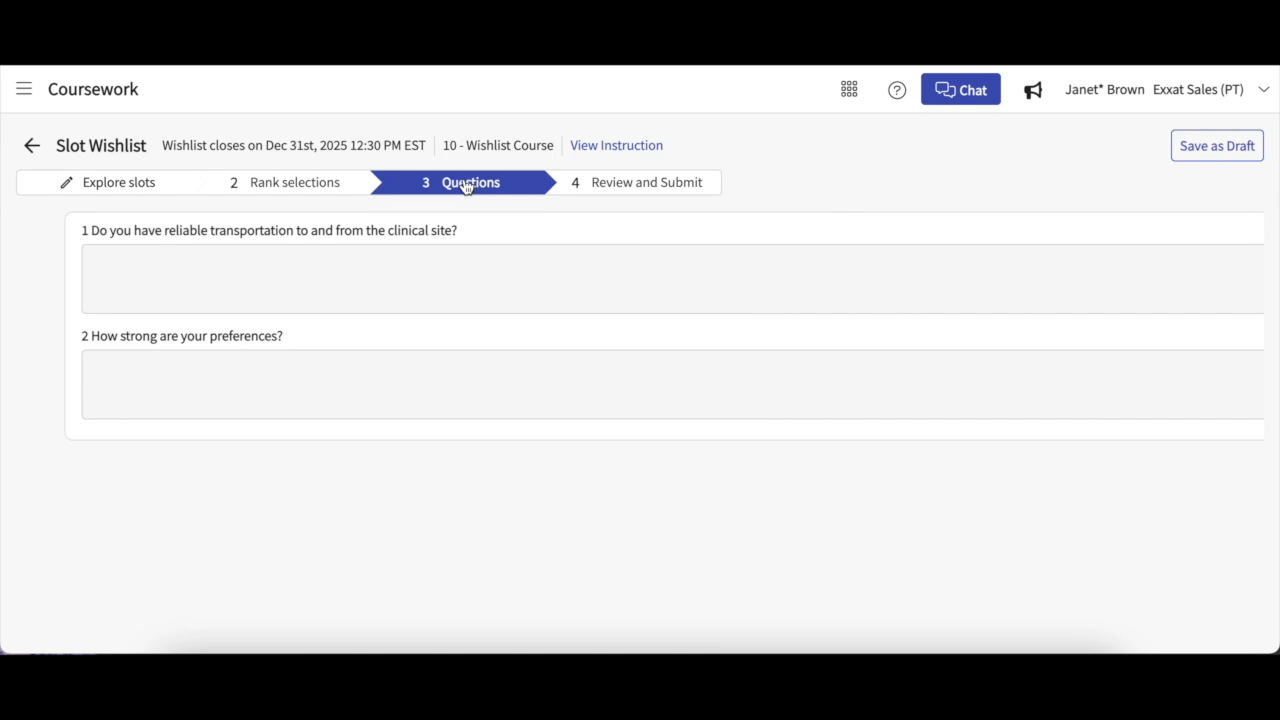 Coursework
Chat
Janet* Brown Exxat Sales (PT)
Slot Wishlist Wishlist closes on Dec 31st, 2025 12:30 PM EST 10 - Wishlist Course View Instruction Save as Draft
Explore slots 2 Rank selections 3 Questions 4 Review and Submit
1 Do you have reliable transportation to and from the clinical site?
2 How strong are your preferences?